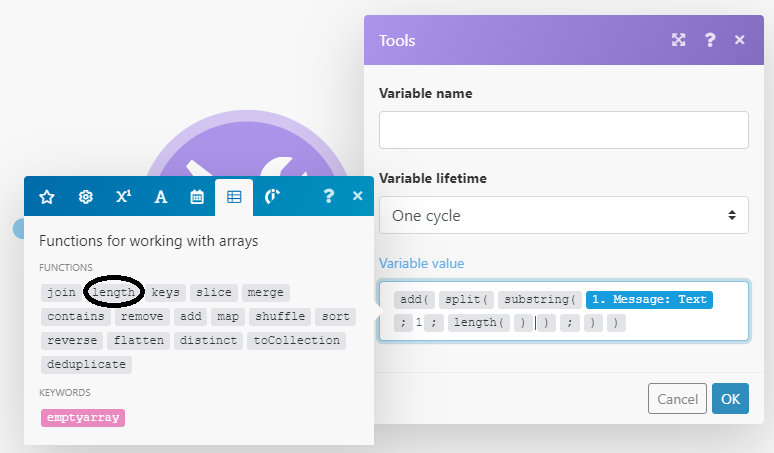 Tools
?
×
Variable name
Variable lifetime
One cycle
Variable value
add( split( substring( 1. Message: Text
; 1 ; length( ) ) ; ) )
Cancel OK
X¹ A ? ×
Functions for working with arrays
FUNCTIONS
join length keys slice merge
contains remove add map shuffle sort
reverse flatten distinct toCollection
deduplicate
KEYWORDS
emptyarray